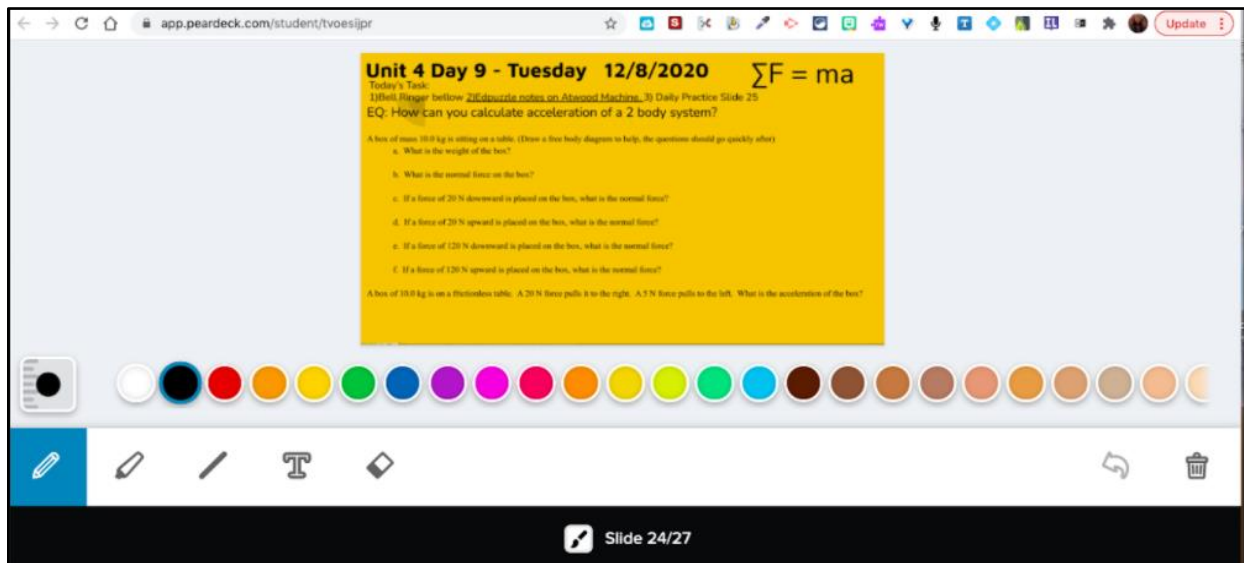 app.peardeck.com/student/tvoesijpr
Update
Unit 4 Day 9 - Tuesday 12/8/2020
∑F = ma
Today's Task:
1)Bell Ringer bellow 2)Edpuzzle notes on Atwood Machine. 3) Daily Practice Slide 25
EQ: How can you calculate acceleration of a 2 body system?
A box of mass 10.0 kg is sitting on a table. (Draw a free body diagram to help, the questions should go quickly after)
a. What is the weight of the box?
b. What is the normal force on the box?
c. If a force of 20 N downward is placed on the box, what is the normal force?
d. If a force of 20 N upward is placed on the box, what is the normal force?
e. If a force of 120 N downward is placed on the box, what is the normal force?
f. If a force of 120 N upward is placed on the box, what is the normal force?
A box of 10.0 kg is on a frictionless table. A 20 N force pulls it to the right. A 5 N force pulls to the left. What is the acceleration of the box?
T
Slide 24/27